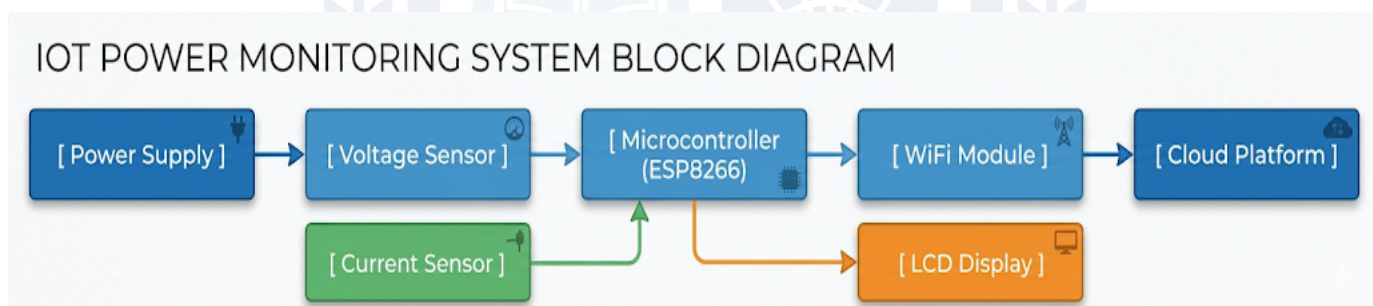 IOT POWER MONITORING SYSTEM BLOCK DIAGRAM
[ Power Supply ]
[ Voltage Sensor ]
[ Microcontroller
(ESP8266)
[ WiFi Module ]
[ Cloud Platform ]
[ Current Sensor ]
[ LCD Display ]